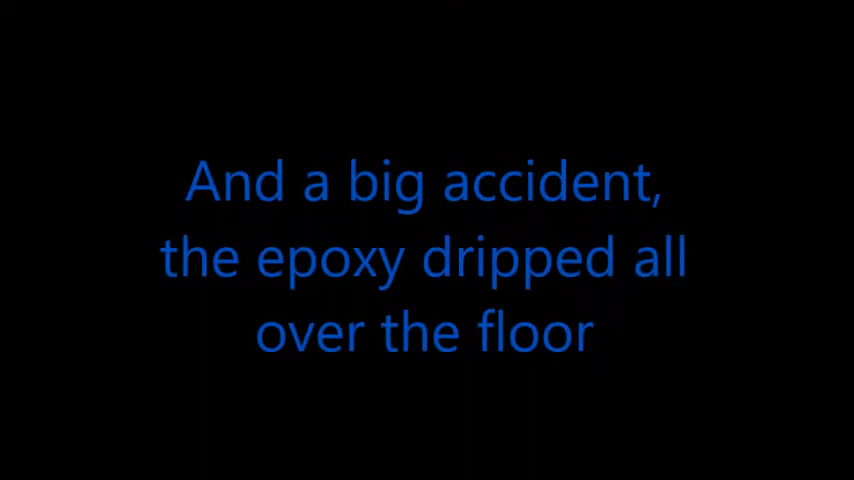 And a big accident,
the epoxy dripped all
over the floor